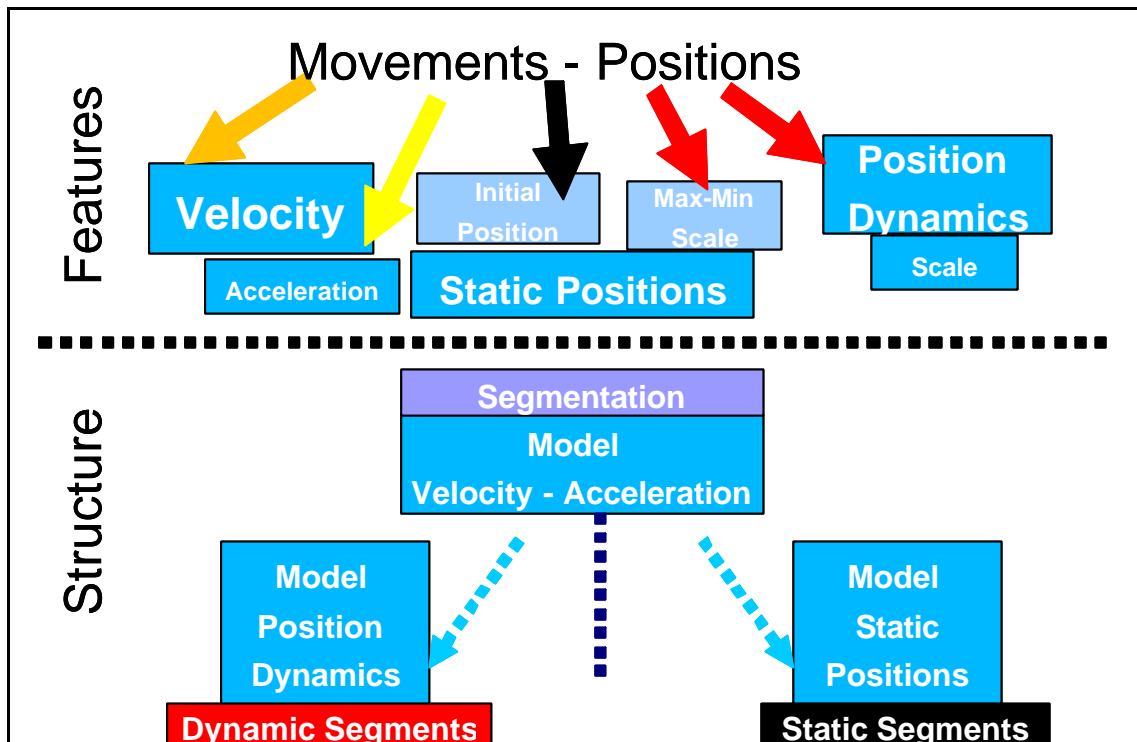 Movements - Positions
Features
Velocity
Acceleration
Initial
Position
Static Positions
Max-Min
Scale
Position
Dynamics
Scale
Structure
Segmentation
Model
Velocity - Acceleration
Model
Position
Dynamics
Dynamic Segments
Model
Static
Positions
Static Segments